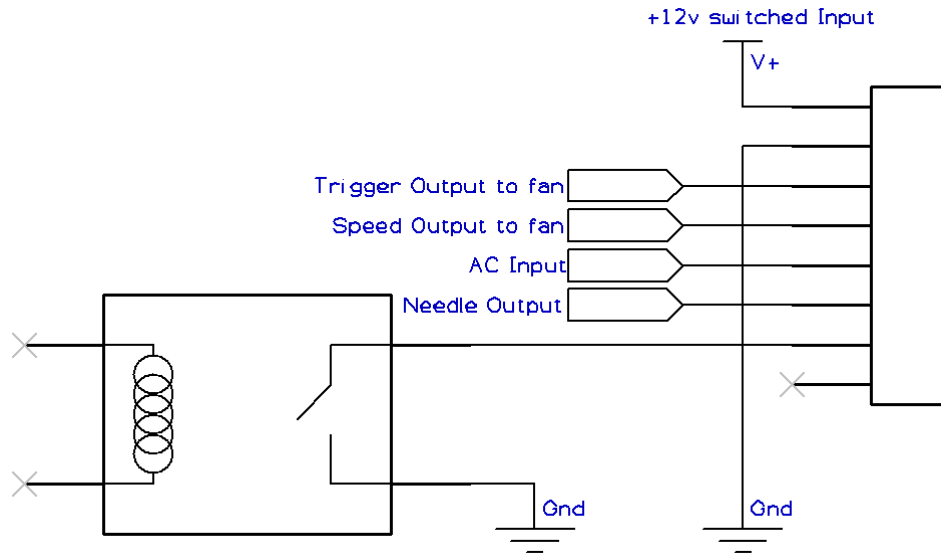 +12v switched Input
V+
Trigger Output to fan
Speed Output to fan
AC Input
Needle Output
Gnd
Gnd